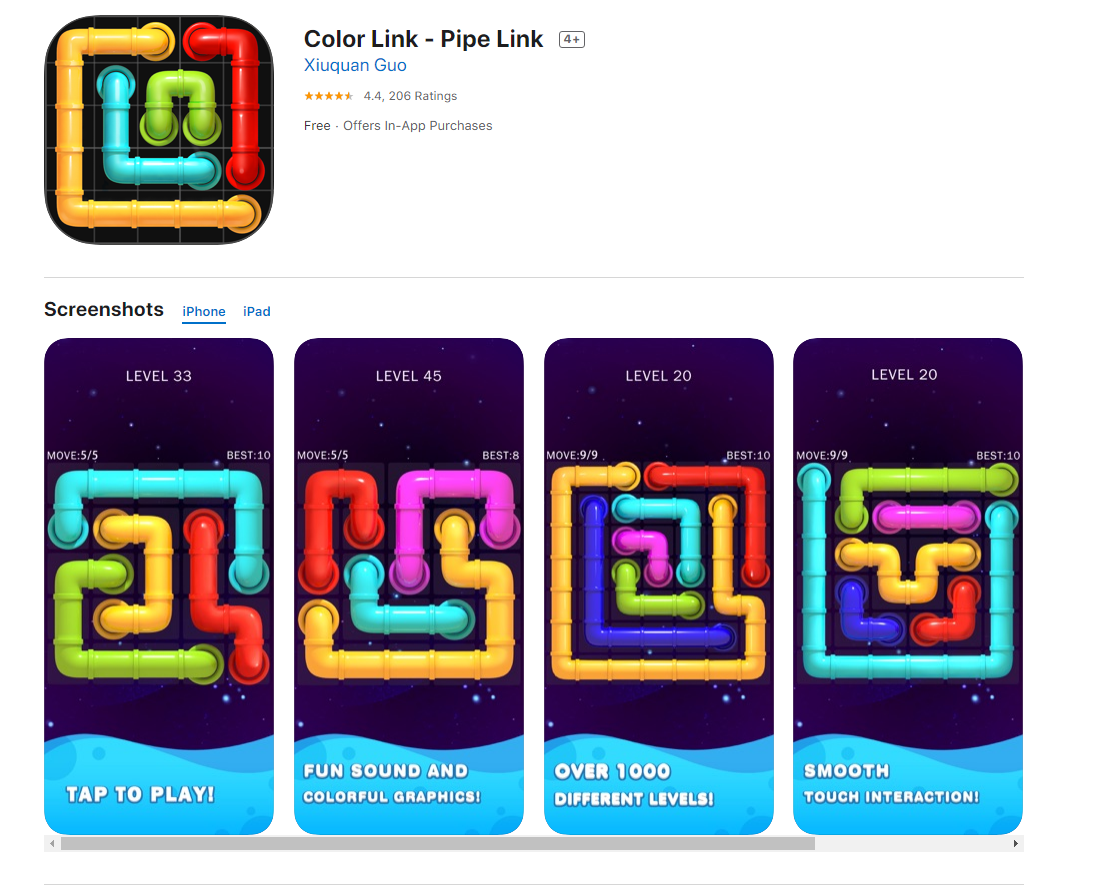 Color Link - Pipe Link 4+
Xiuquan Guo
4.4, 206 Ratings
Free · Offers In-App Purchases
Screenshots iPhone iPad
LEVEL 33
MOVE:5/5 BEST:10
TAP TO PLAY!
LEVEL 45
MOVE:5/5 BEST:8
FUN SOUND AND
COLORFUL GRAPHICS!
LEVEL 20
MOVE:9/9 BEST:10
OVER 1000
DIFFERENT LEVELS!
LEVEL 20
MOVE:9/9 BEST:10
SMOOTH
TOUCH INTERACTION!